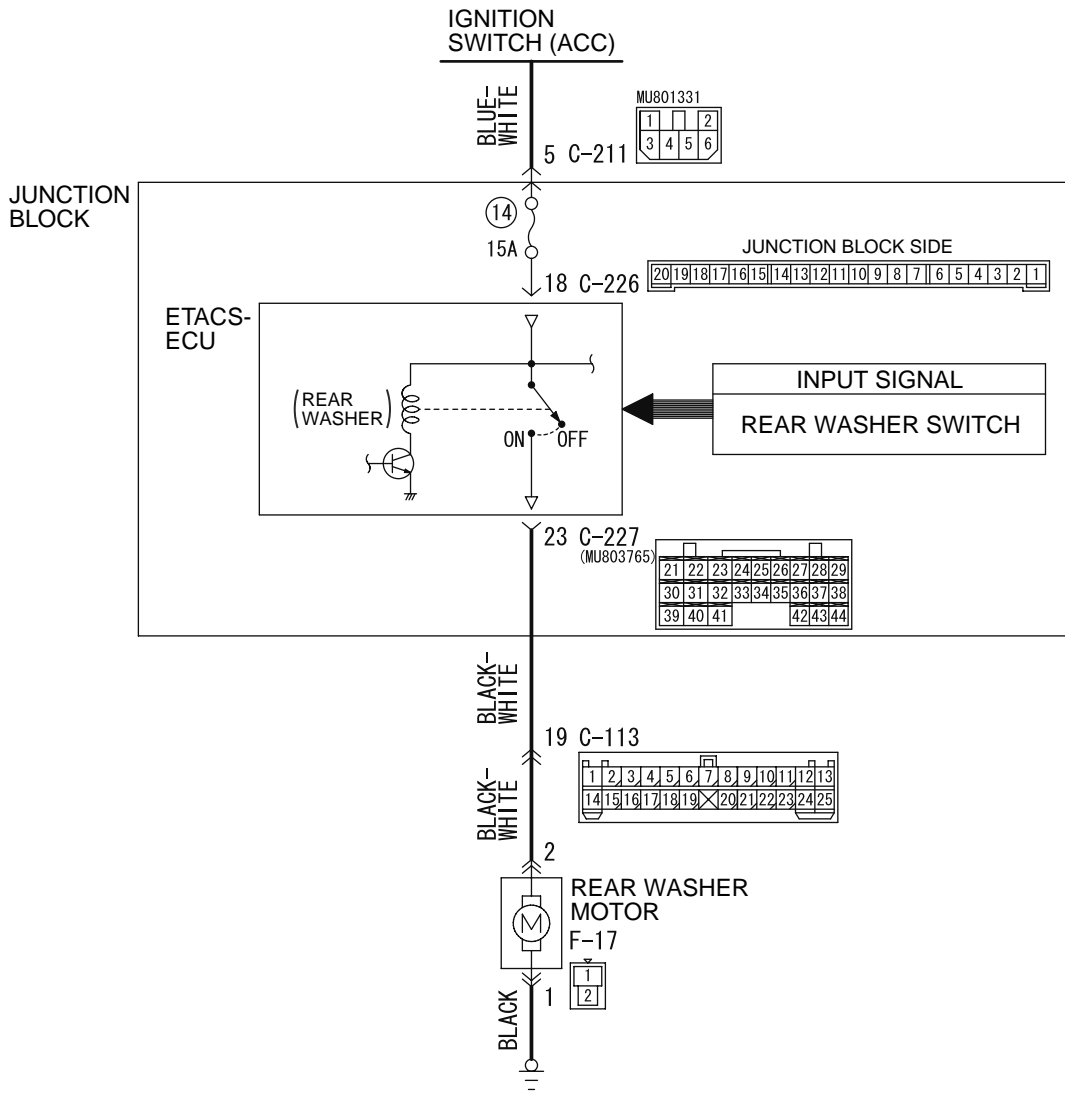 IGNITION
SWITCH (ACC)
BLUE-
WHITE
MU801331
1 2
3 4 5 6
5 C-211
JUNCTION
BLOCK
14
15A
JUNCTION BLOCK SIDE
18 C-226
20 19 18 17 16 15 14 13 12 11 10 9 8 7 6 5 4 3 2 1
ETACS-
ECU
(REAR
WASHER)
ON OFF
INPUT SIGNAL
REAR WASHER SWITCH
23 C-227
(MU803765)
21 22 23 24 25 26 27 28 29
30 31 32 33 34 35 36 37 38
39 40 41 42 43 44
BLACK-
WHITE
19 C-113
1 2 3 4 5 6 7 8 9 10 11 12 13
14 15 16 17 18 19 20 21 22 23 24 25
BLACK-
WHITE
2
REAR WASHER
MOTOR
M
F-17
1
2
1
BLACK